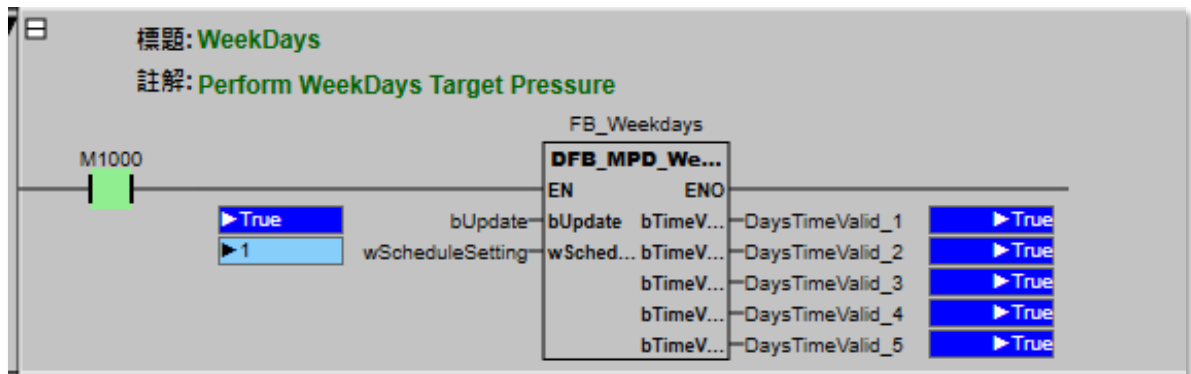 標題: WeekDays
註解: Perform WeekDays Target Pressure
FB_Weekdays
M1000
DFB_MPD_We...
EN ENO
True bUpdate bUpdate bTimeV... DaysTimeValid_1 True
1 wScheduleSetting wSched... bTimeV... DaysTimeValid_2 True
bTimeV... DaysTimeValid_3 True
bTimeV... DaysTimeValid_4 True
bTimeV... DaysTimeValid_5 True